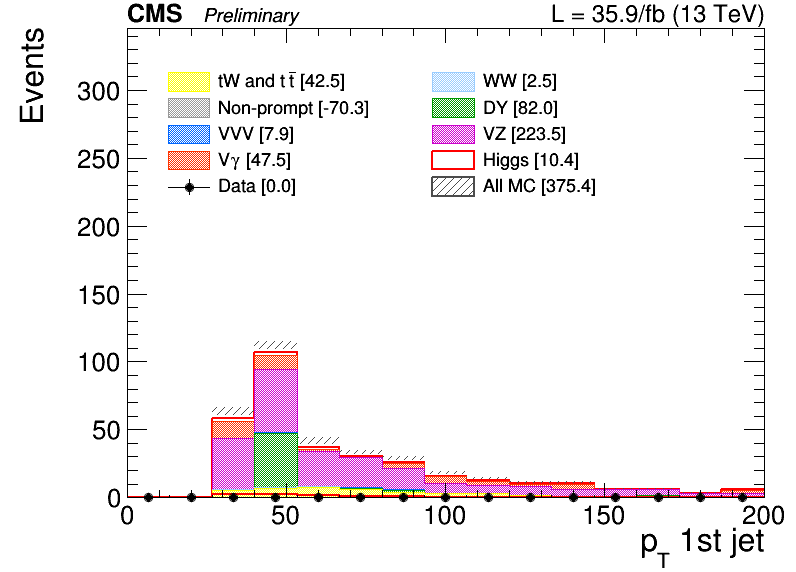 CMS Preliminary L = 35.9/fb (13 TeV)
Events
tW and t t̅ [42.5] WW [2.5]
Non-prompt [-70.3] DY [82.0]
VVV [7.9] VZ [223.5]
Vγ [47.5] Higgs [10.4]
Data [0.0] All MC [375.4]
300
250
200
150
100
50
0
0 50 100 150 200
p_T 1st jet